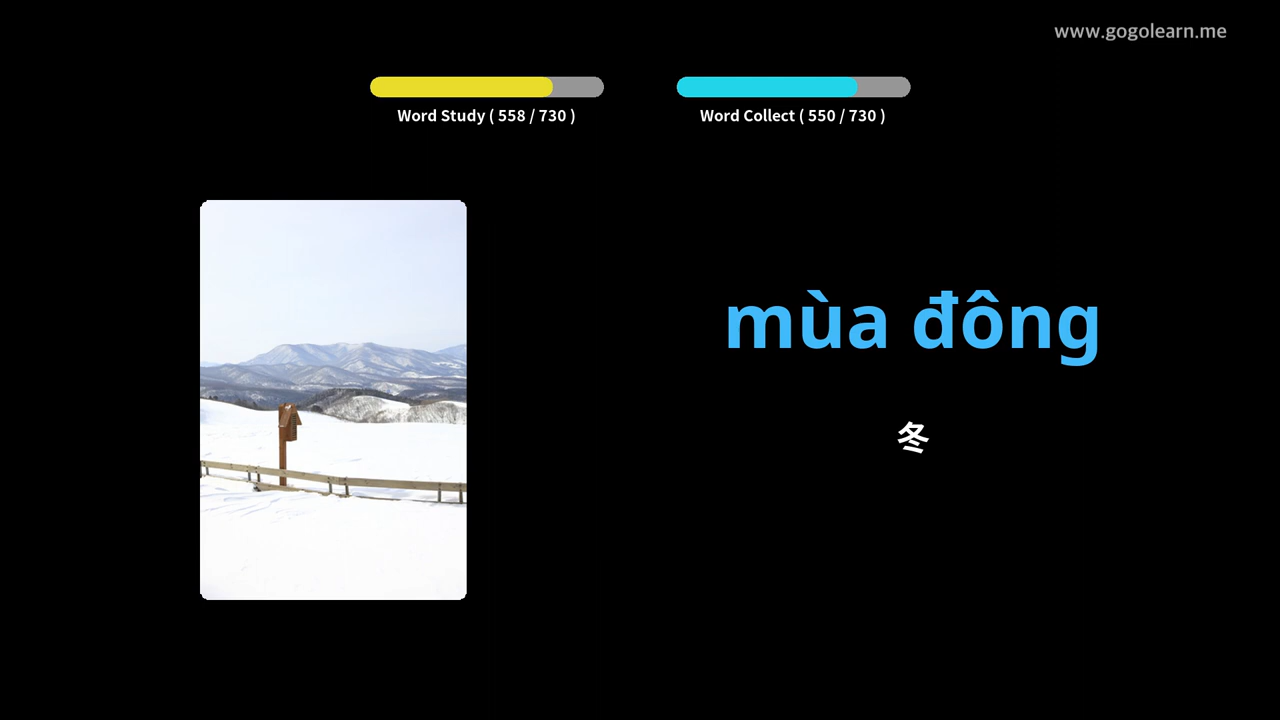 www.gogolearn.me
Word Study ( 558 / 730 )
Word Collect ( 550 / 730 )
mùa đông
冬